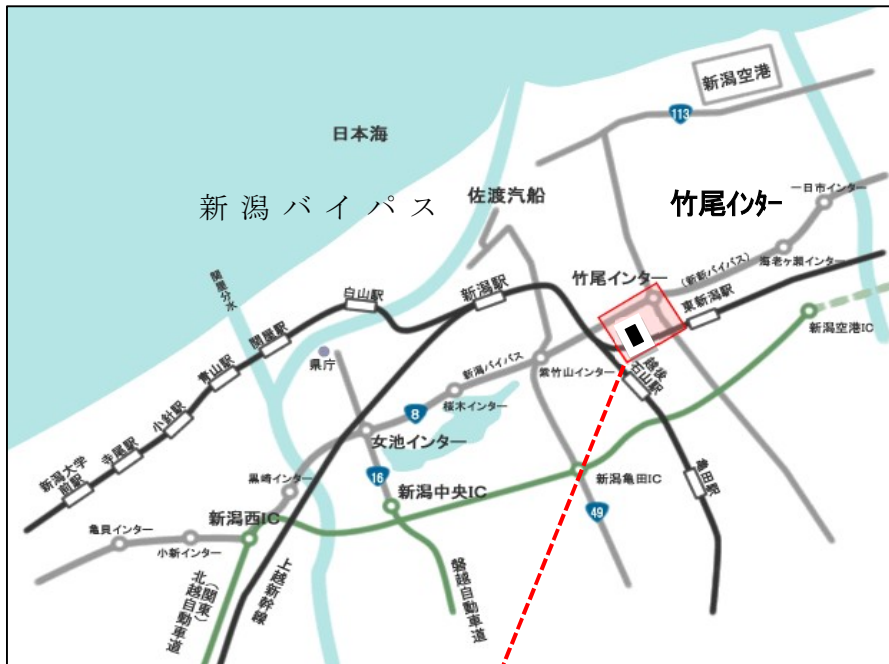 新潟空港
113
日本海
佐渡汽船
新潟バイパス
竹尾インター
一日市インター
海老ヶ瀬インター
(新新バイパス)
竹尾インター
東新潟駅
新潟空港IC
関屋分水
白山駅
新潟駅
関屋駅
県庁
青山駅
小針駅
寺尾駅
新潟大学
前駅
新潟バイパス
紫竹山インター
越後
石山駅
桜木インター
8
女池インター
黒崎インター
16
新潟中央IC
新潟亀田IC
亀田駅
49
新潟西IC
亀貝インター
小新インター
(関東)
北越自動車道
上越新幹線
磐越自動車道